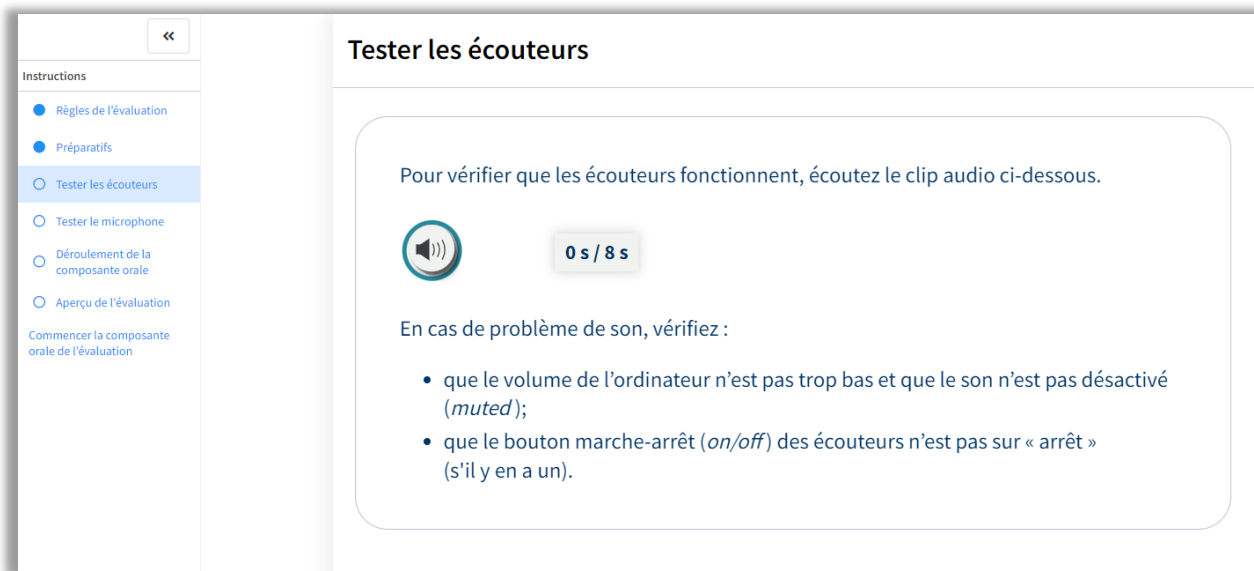 «
Instructions
Règles de l'évaluation
Préparatifs
Tester les écouteurs
Tester le microphone
Déroulement de la
composante orale
Aperçu de l'évaluation
Commencer la composante
orale de l'évaluation
Tester les écouteurs
Pour vérifier que les écouteurs fonctionnent, écoutez le clip audio ci-dessous.
0 s / 8 s
En cas de problème de son, vérifiez :
• que le volume de l’ordinateur n’est pas trop bas et que le son n’est pas désactivé
(muted);
• que le bouton marche-arrêt (on/off) des écouteurs n’est pas sur « arrêt »
(s'il y en a un).